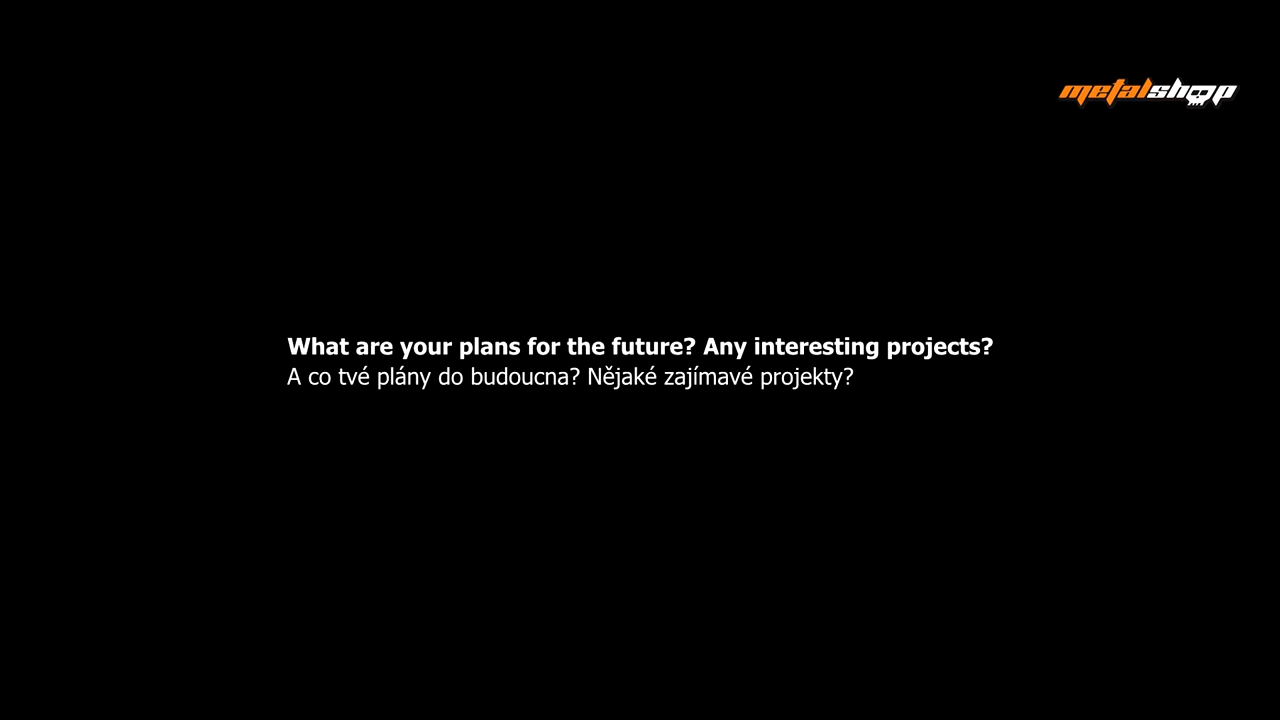 metalshop
What are your plans for the future? Any interesting projects?
A co tvé plány do budoucna? Nějaké zajímavé projekty?